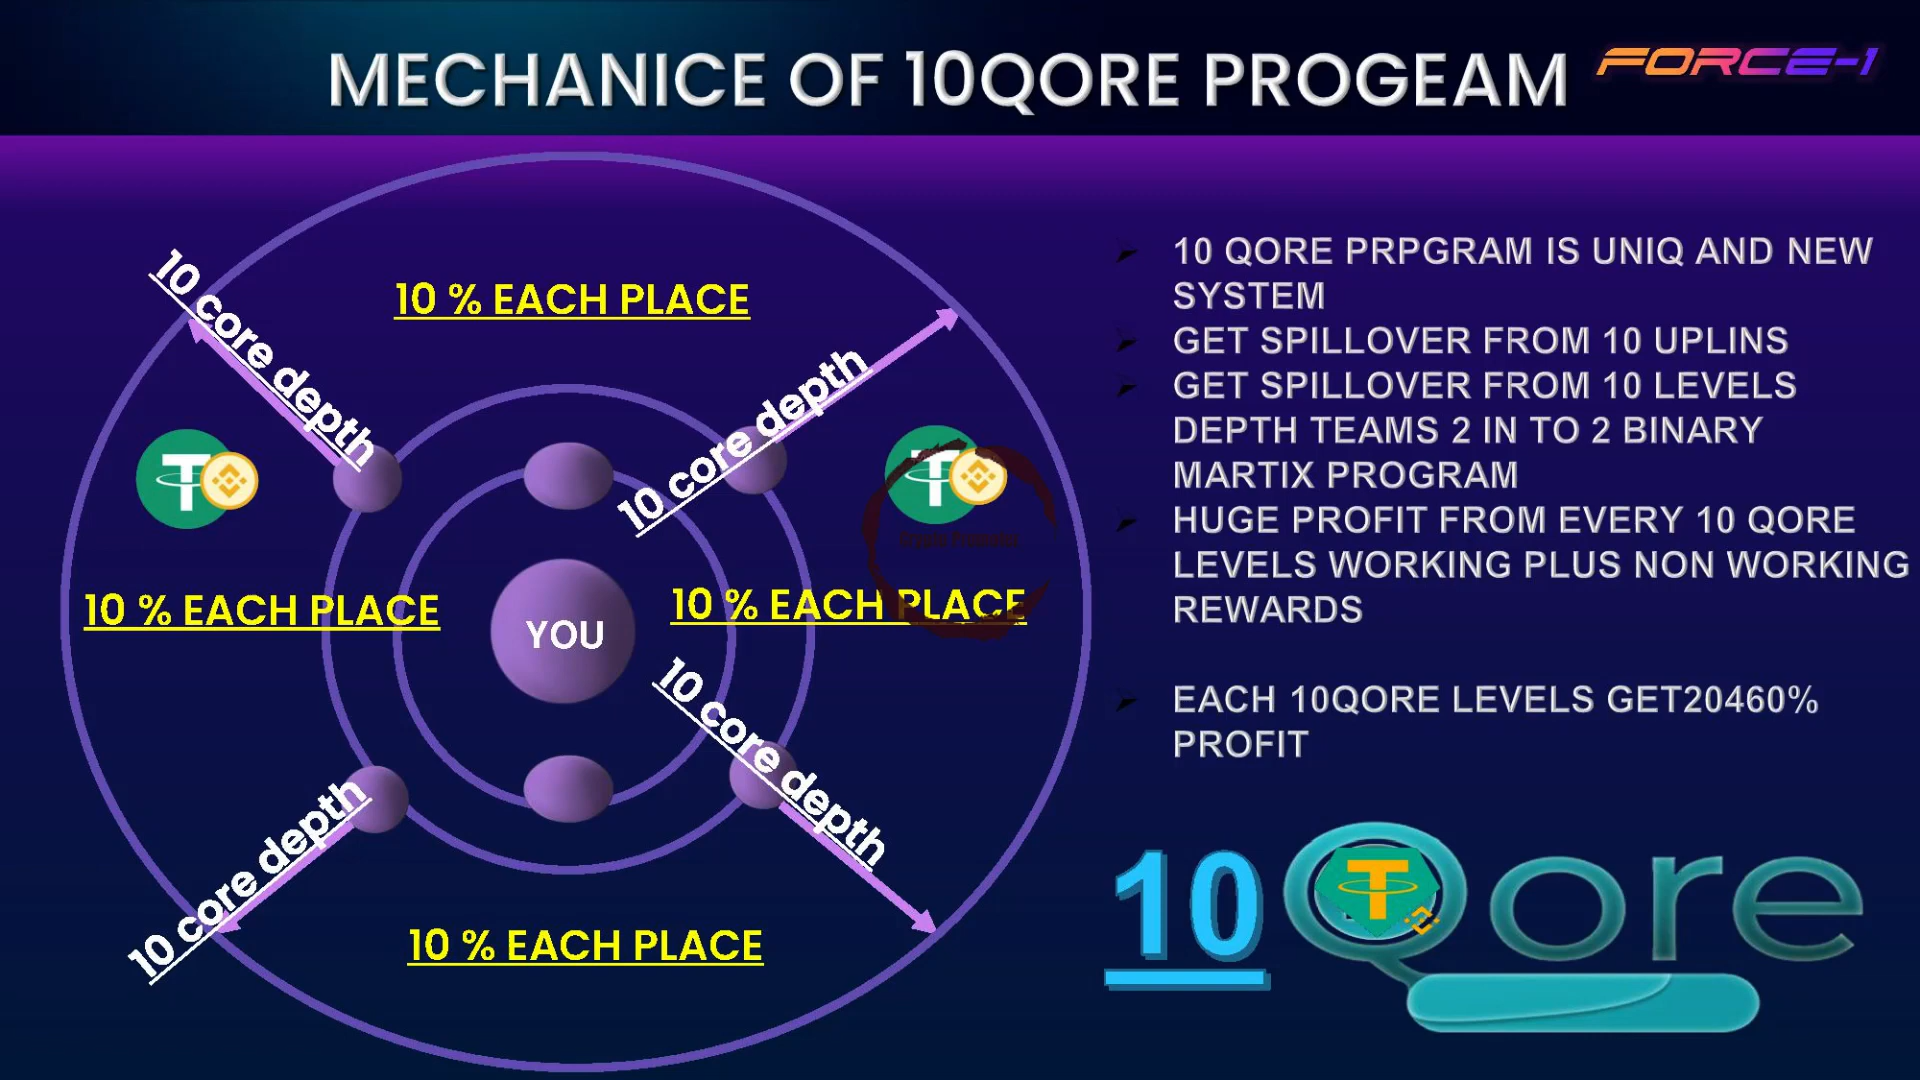 MECHANICE OF 10QORE PROGEAM
FORCE-1
10 core depth
10 % EACH PLACE
10 core depth
10 % EACH PLACE
YOU
10 % EACH PLACE
10 core depth
10 core depth
10 % EACH PLACE
10 QORE PRPGRAM IS UNIQ AND NEW
SYSTEM
GET SPILLOVER FROM 10 UPLINS
GET SPILLOVER FROM 10 LEVELS
DEPTH TEAMS 2 IN TO 2 BINARY
MARTIX PROGRAM
HUGE PROFIT FROM EVERY 10 QORE
LEVELS WORKING PLUS NON WORKING
REWARDS
EACH 10QORE LEVELS GET20460%
PROFIT
10 Qore